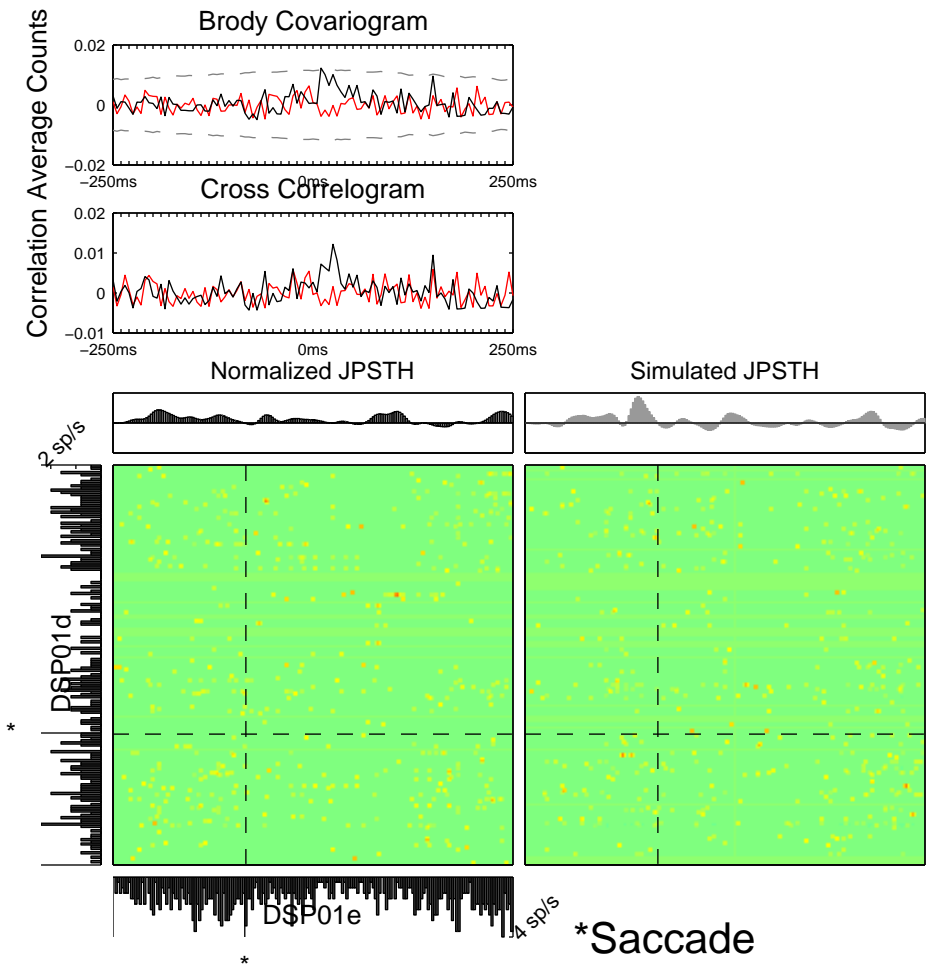 Brody Covariogram
Correlation Average Counts
0.02
0
−0.02
−250ms
0ms
250ms
Cross Correlogram
0.02
0.01
0
−0.01
−250ms
0ms
250ms
Normalized JPSTH
Simulated JPSTH
2 sp/s
DSP01d
*
DSP01e
4 sp/s
*
*Saccade